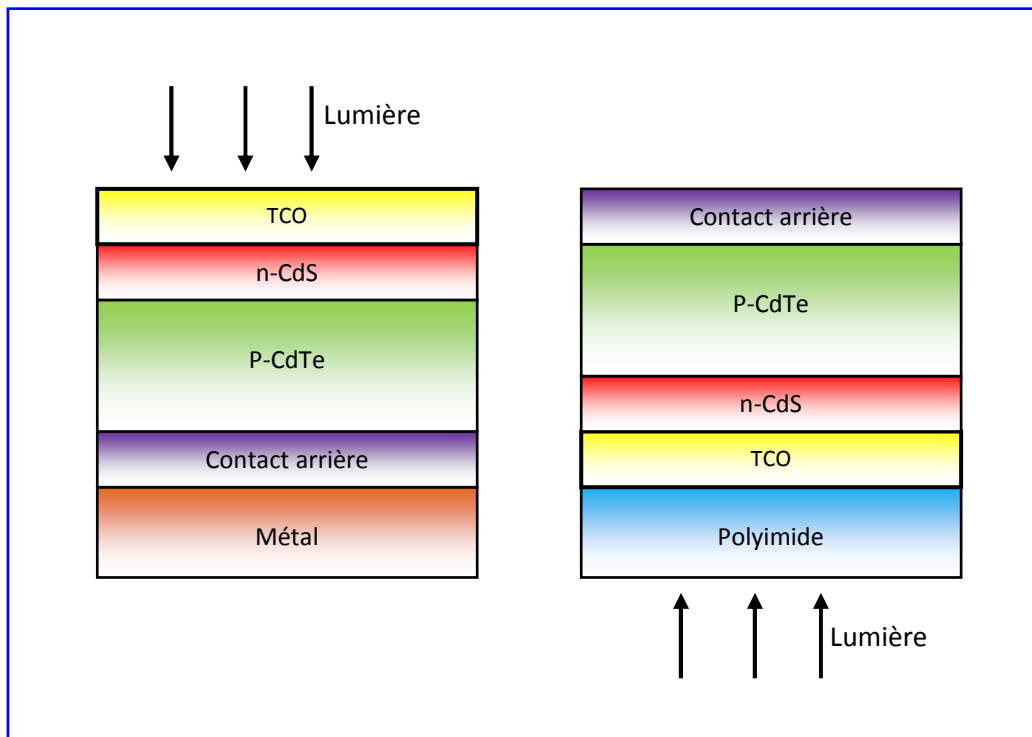 Lumière
TCO
n-CdS
P-CdTe
Contact arrière
Métal
Contact arrière
P-CdTe
n-CdS
TCO
Polyimide
Lumière